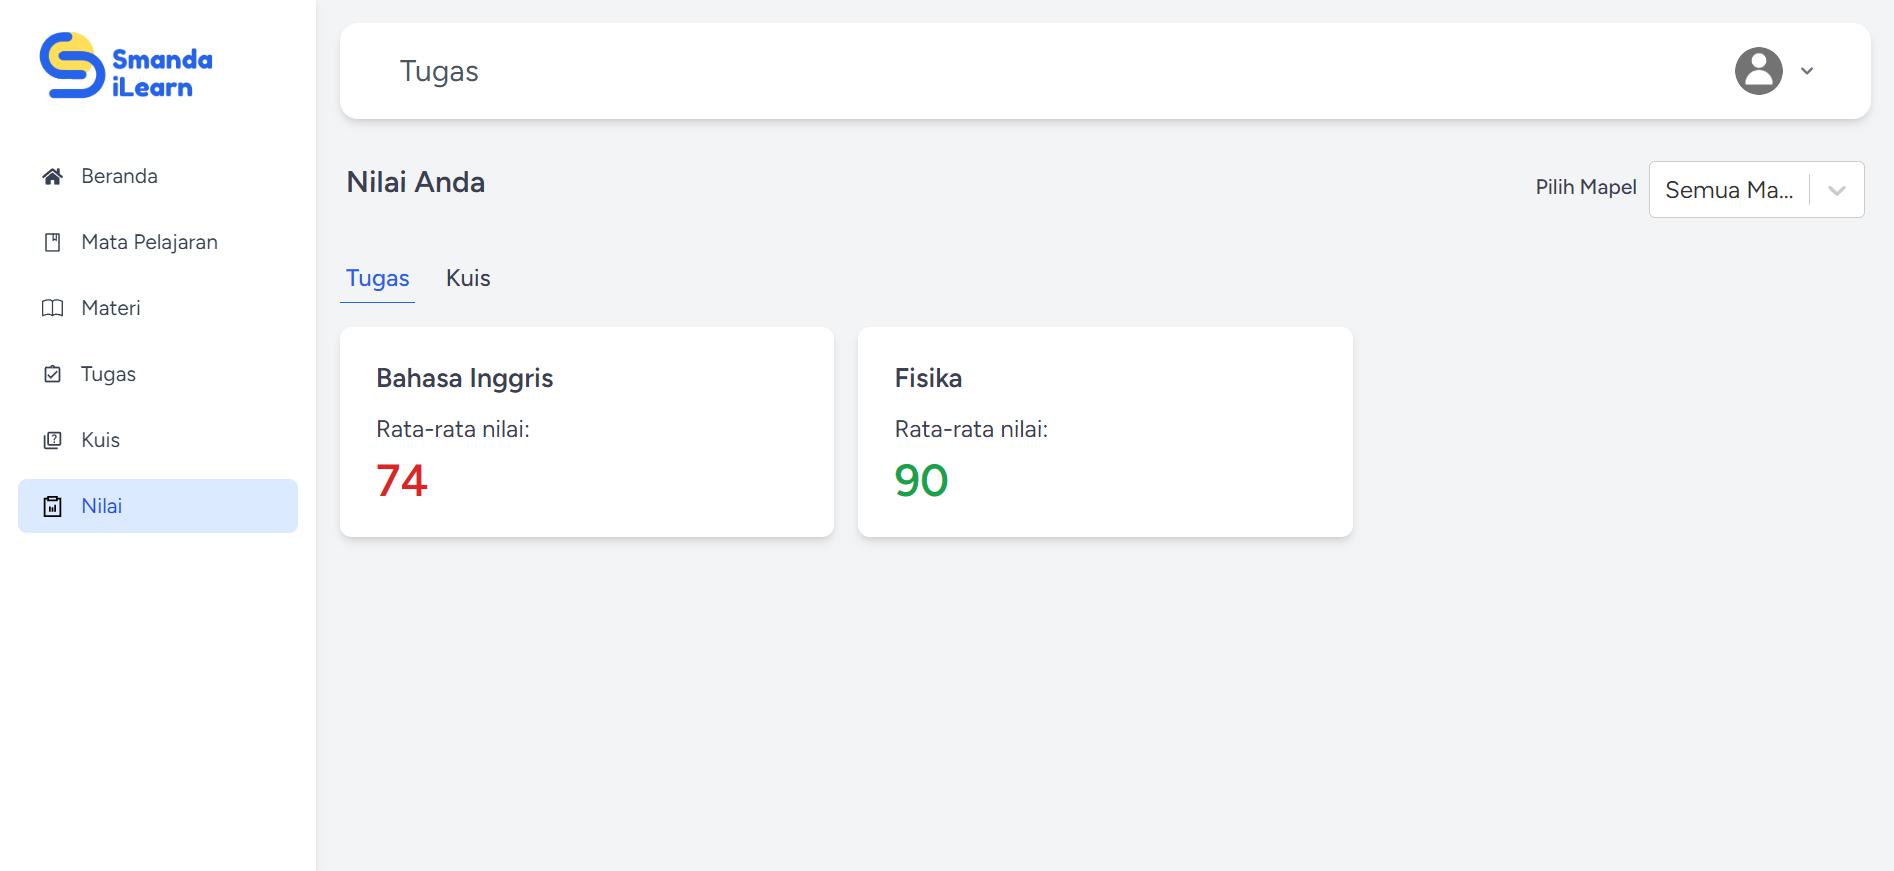 Smanda
iLearn
Beranda
Mata Pelajaran
Materi
Tugas
Kuis
Nilai
Tugas
Nilai Anda
Pilih Mapel
Semua Ma...
Tugas
Kuis
Bahasa Inggris
Rata-rata nilai:
74
Fisika
Rata-rata nilai:
90